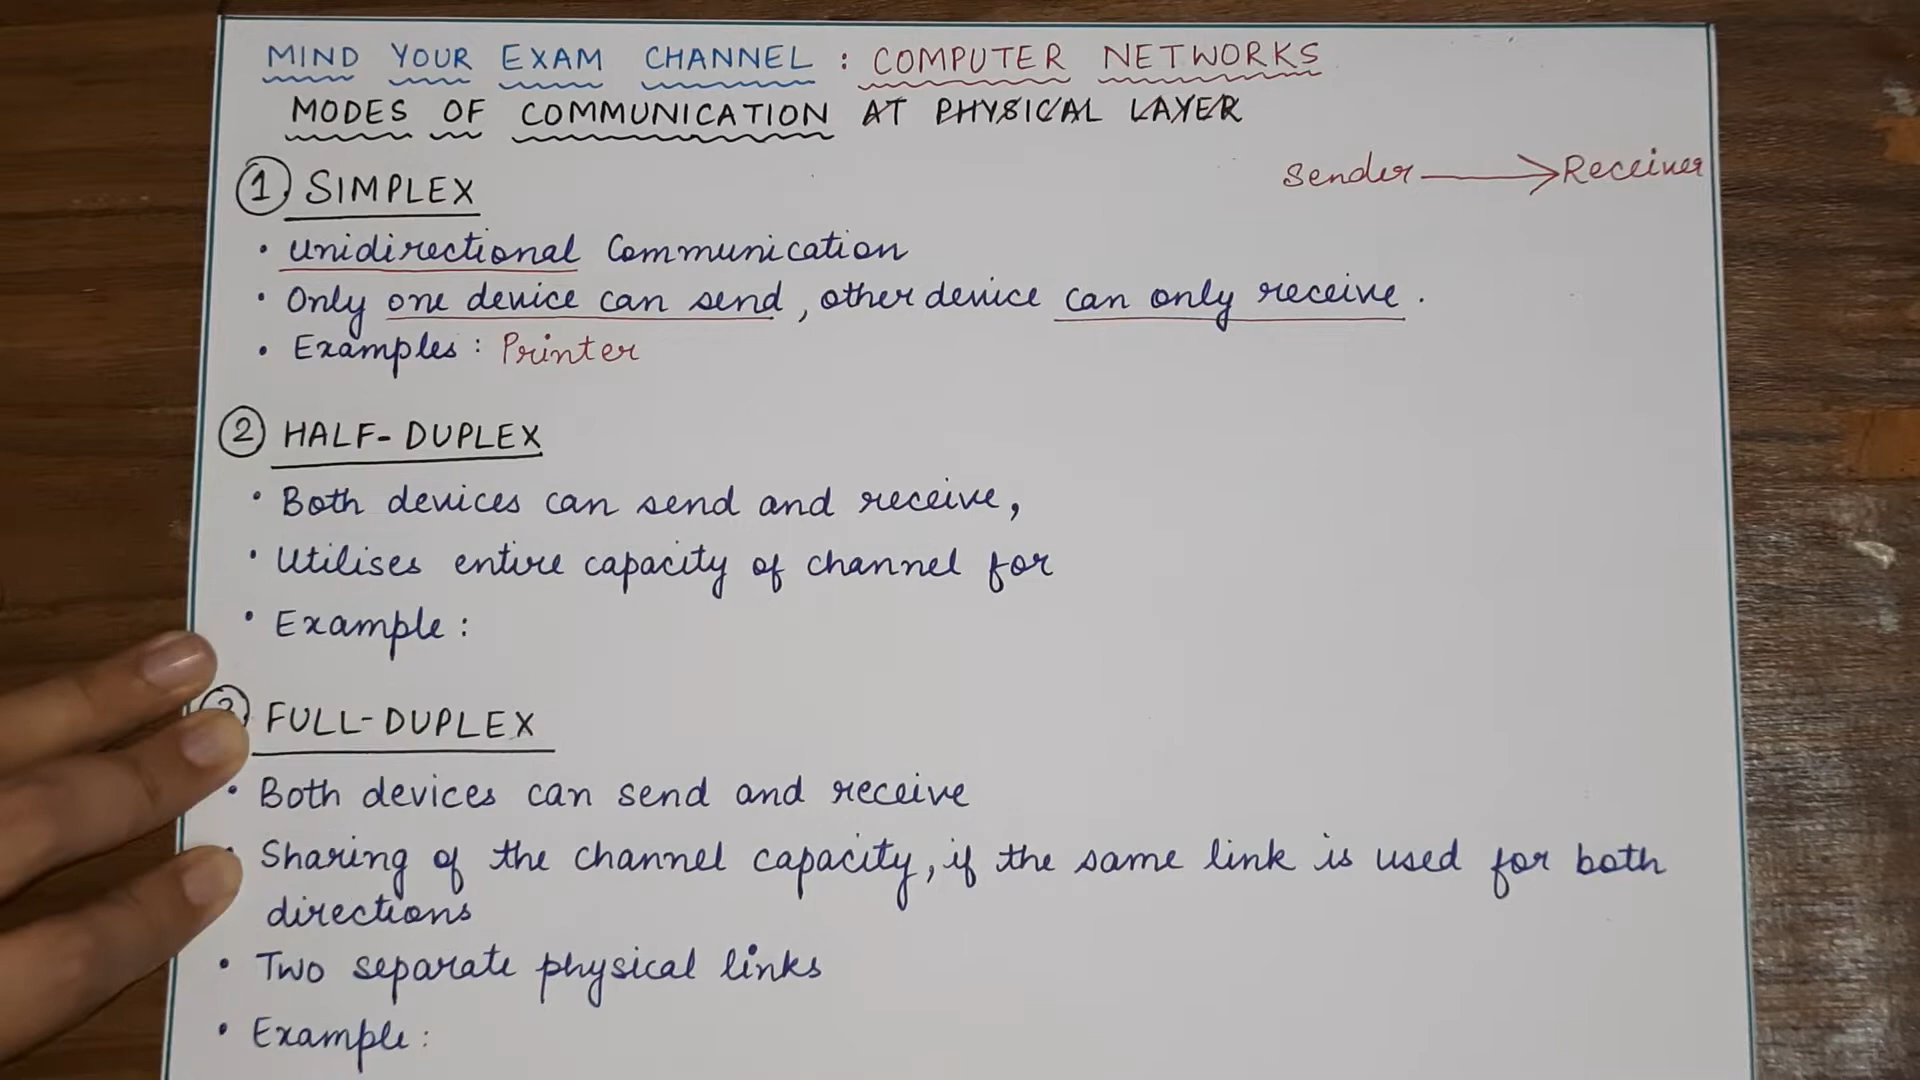 MIND YOUR EXAM CHANNEL : COMPUTER NETWORKS
MODES OF COMMUNICATION AT PHYSICAL LAYER
Sender → Receiver
① SIMPLEX
• Unidirectional Communication
• Only one device can send, other device can only receive.
• Examples : Printer
② HALF-DUPLEX
• Both devices can send and receive,
• Utilises entire capacity of channel for
• Example :
FULL-DUPLEX
• Both devices can send and receive
• Sharing of the channel capacity, if the same link is used for both
directions
• Two separate physical links
• Example :